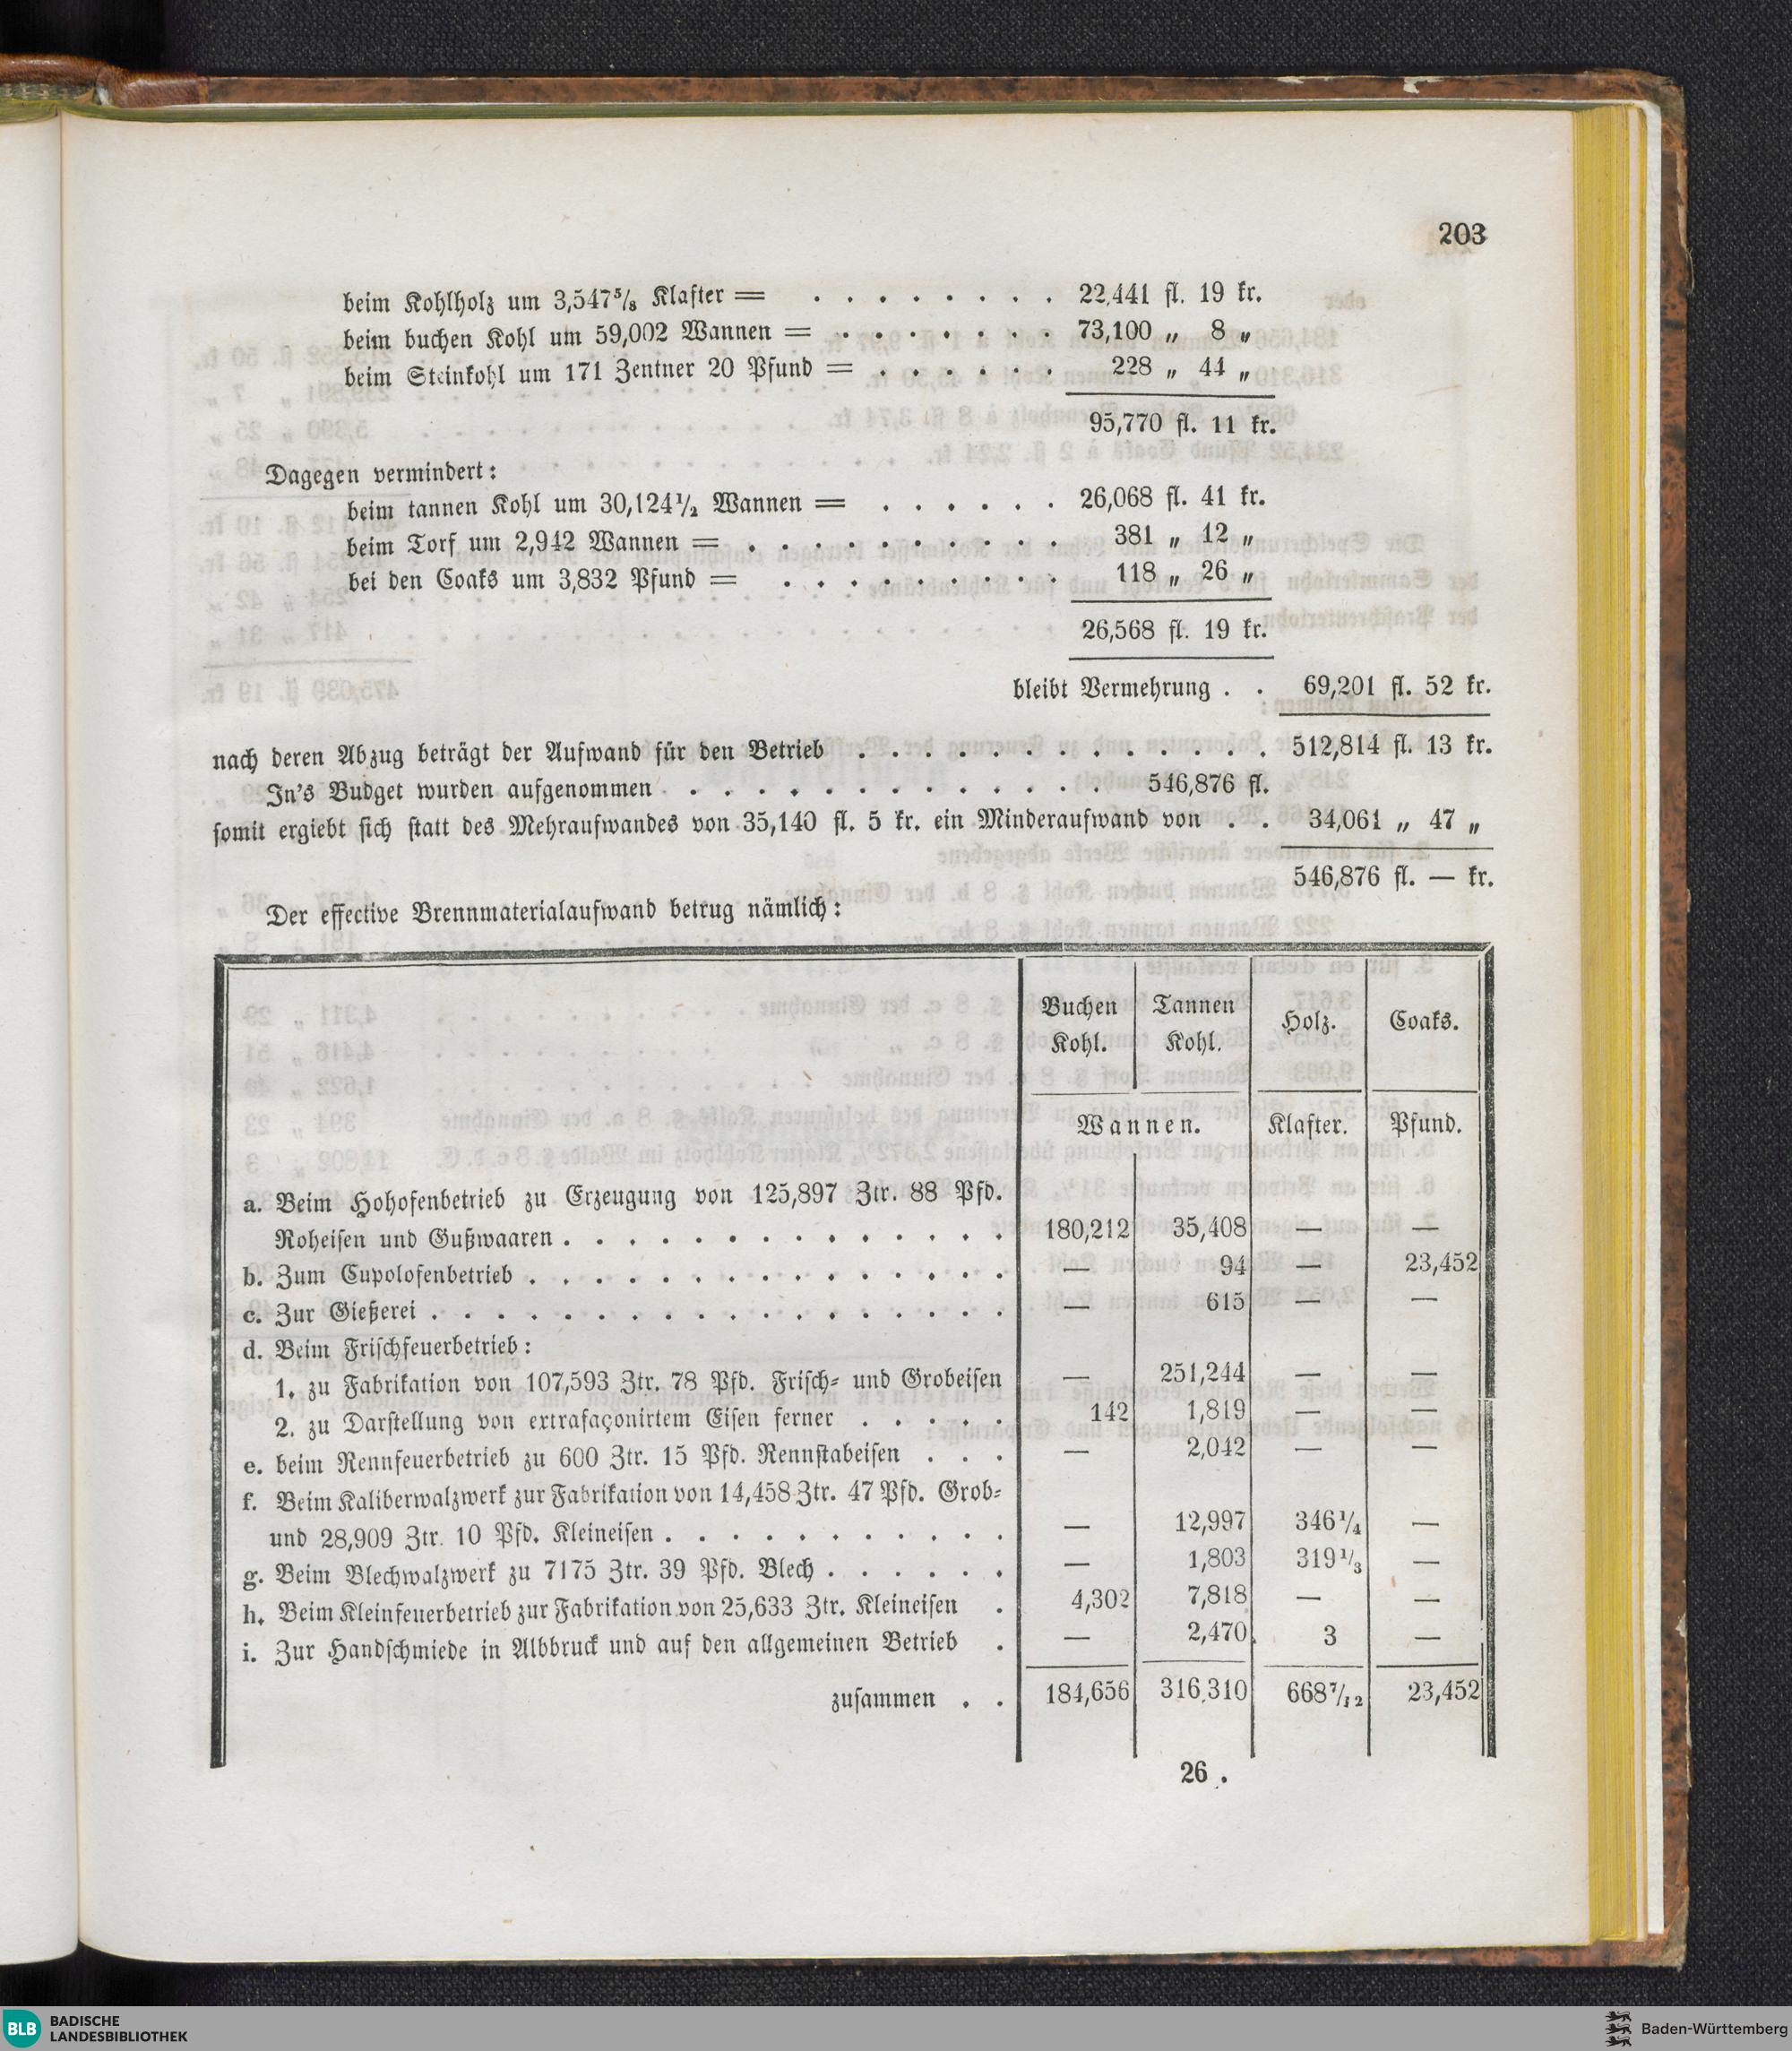 203
beim Kohlholz um 3,547⁵/₈ Klafter = . . . . . . . . 22,441 fl. 19 kr.
beim buchen Kohl um 59,002 Wannen = . . . . . . . 73,100 „ 8 „
beim Steinkohl um 171 Zentner 20 Pfund = . . . . . . 228 „ 44 „
95,770 fl. 11 kr.
Dagegen vermindert:
beim tannen Kohl um 30,124¹/₂ Wannen = . . . . . . 26,068 fl. 41 kr.
beim Torf um 2,942 Wannen = . . . . . . . . . . 381 „ 12 „
bei den Coaks um 3,832 Pfund = . . . . . . . . . 118 „ 26 „
26,568 fl. 19 kr.
bleibt Vermehrung . . 69,201 fl. 52 kr.
nach deren Abzug beträgt der Aufwand für den Betrieb . . . . . . . . . . . . . 512,814 fl. 13 kr.
In's Budget wurden aufgenommen . . . . . . . . . . . . . 546,876 fl.
somit ergiebt sich statt des Mehraufwandes von 35,140 fl. 5 kr. ein Minderaufwand von . . 34,061 „ 47 „
546,876 fl. — kr.
Der effective Brennmaterialaufwand betrug nämlich:
Buchen Kohl. Tannen Kohl. Holz. Coaks.
Wannen. Klafter. Pfund.
a. Beim Hohofenbetrieb zu Erzeugung von 125,897 Ztr. 88 Pfd.
Roheisen und Gußwaaren . . . . . . . . . . . . . . 180,212 35,408 — —
b. Zum Cupolofenbetrieb . . . . . . . . . . . . . . . — 94 — 23,452
c. Zur Gießerei . . . . . . . . . . . . . . . . . . — 615 — —
d. Beim Frischfeuerbetrieb:
1. zu Fabrikation von 107,593 Ztr. 78 Pfd. Frisch- und Grobeisen — 251,244 — —
2. zu Darstellung von extrafaçonirtem Eisen ferner . . . . . 142 1,819 — —
e. beim Rennfeuerbetrieb zu 600 Ztr. 15 Pfd. Rennstabeisen . . . — 2,042 — —
f. Beim Kaliberwalzwerk zur Fabrikation von 14,458 Ztr. 47 Pfd. Grob-
und 28,909 Ztr. 10 Pfd. Kleineisen . . . . . . . . . . . — 12,997 346¹/₄ —
g. Beim Blechwalzwerk zu 7175 Ztr. 39 Pfd. Blech . . . . . . — 1,803 319¹/₃ —
h. Beim Kleinfeuerbetrieb zur Fabrikation von 25,633 Ztr. Kleineisen . 4,302 7,818 — —
i. Zur Handschmiede in Albbruck und auf den allgemeinen Betrieb . — 2,470 3 —
zusammen . . 184,656 316,310 668⁷/₁₂ 23,452
26 .
BLB BADISCHE
LANDESBIBLIOTHEK
Baden-Württemberg